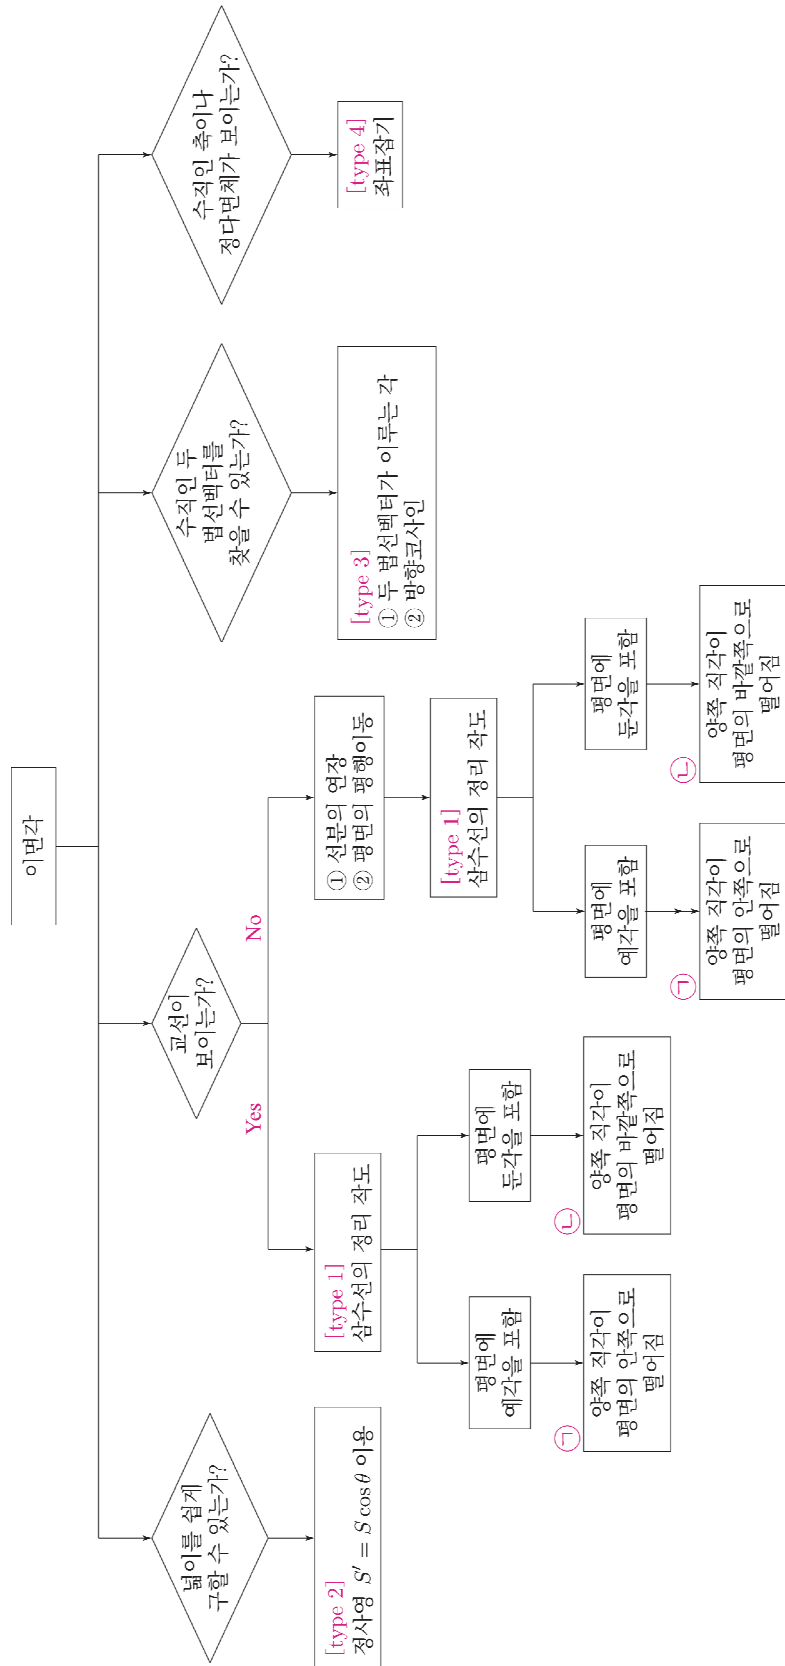 이면각
넓이를 쉽게
구할 수 있는가?
[type 2]
정사영 S′ = S cos θ 이용
교선이
보이는가?
Yes
No
[type 1]
삼수선의 정리 작도
평면에
예각을 포함
㉠
양쪽 직각이
평면의 안쪽으로
떨어짐
평면에
둔각을 포함
㉡
양쪽 직각이
평면의 바깥쪽으로
떨어짐
① 선분의 연장
② 평면의 평행이동
[type 1]
삼수선의 정리 작도
평면에
예각을 포함
㉠
양쪽 직각이
평면의 안쪽으로
떨어짐
평면에
둔각을 포함
㉡
양쪽 직각이
평면의 바깥쪽으로
떨어짐
수직인 두
법선벡터를
찾을 수 있는가?
[type 3]
① 두 법선벡터가 이루는 각
② 방향코사인
수직인 축이나
정다면체가 보이는가?
[type 4]
좌표잡기